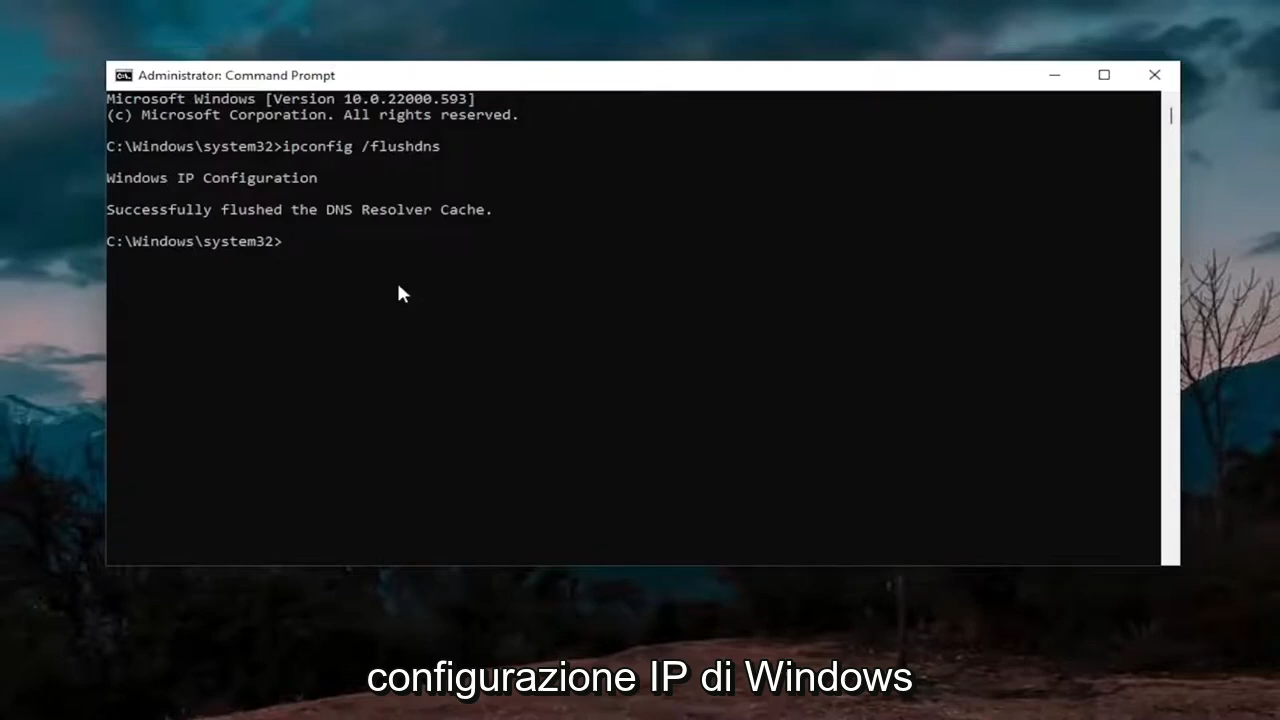 Administrator: Command Prompt
Microsoft Windows [Version 10.0.22000.593]
(c) Microsoft Corporation. All rights reserved.
C:\Windows\system32>ipconfig /flushdns
Windows IP Configuration
Successfully flushed the DNS Resolver Cache.
C:\Windows\system32>
configurazione IP di Windows